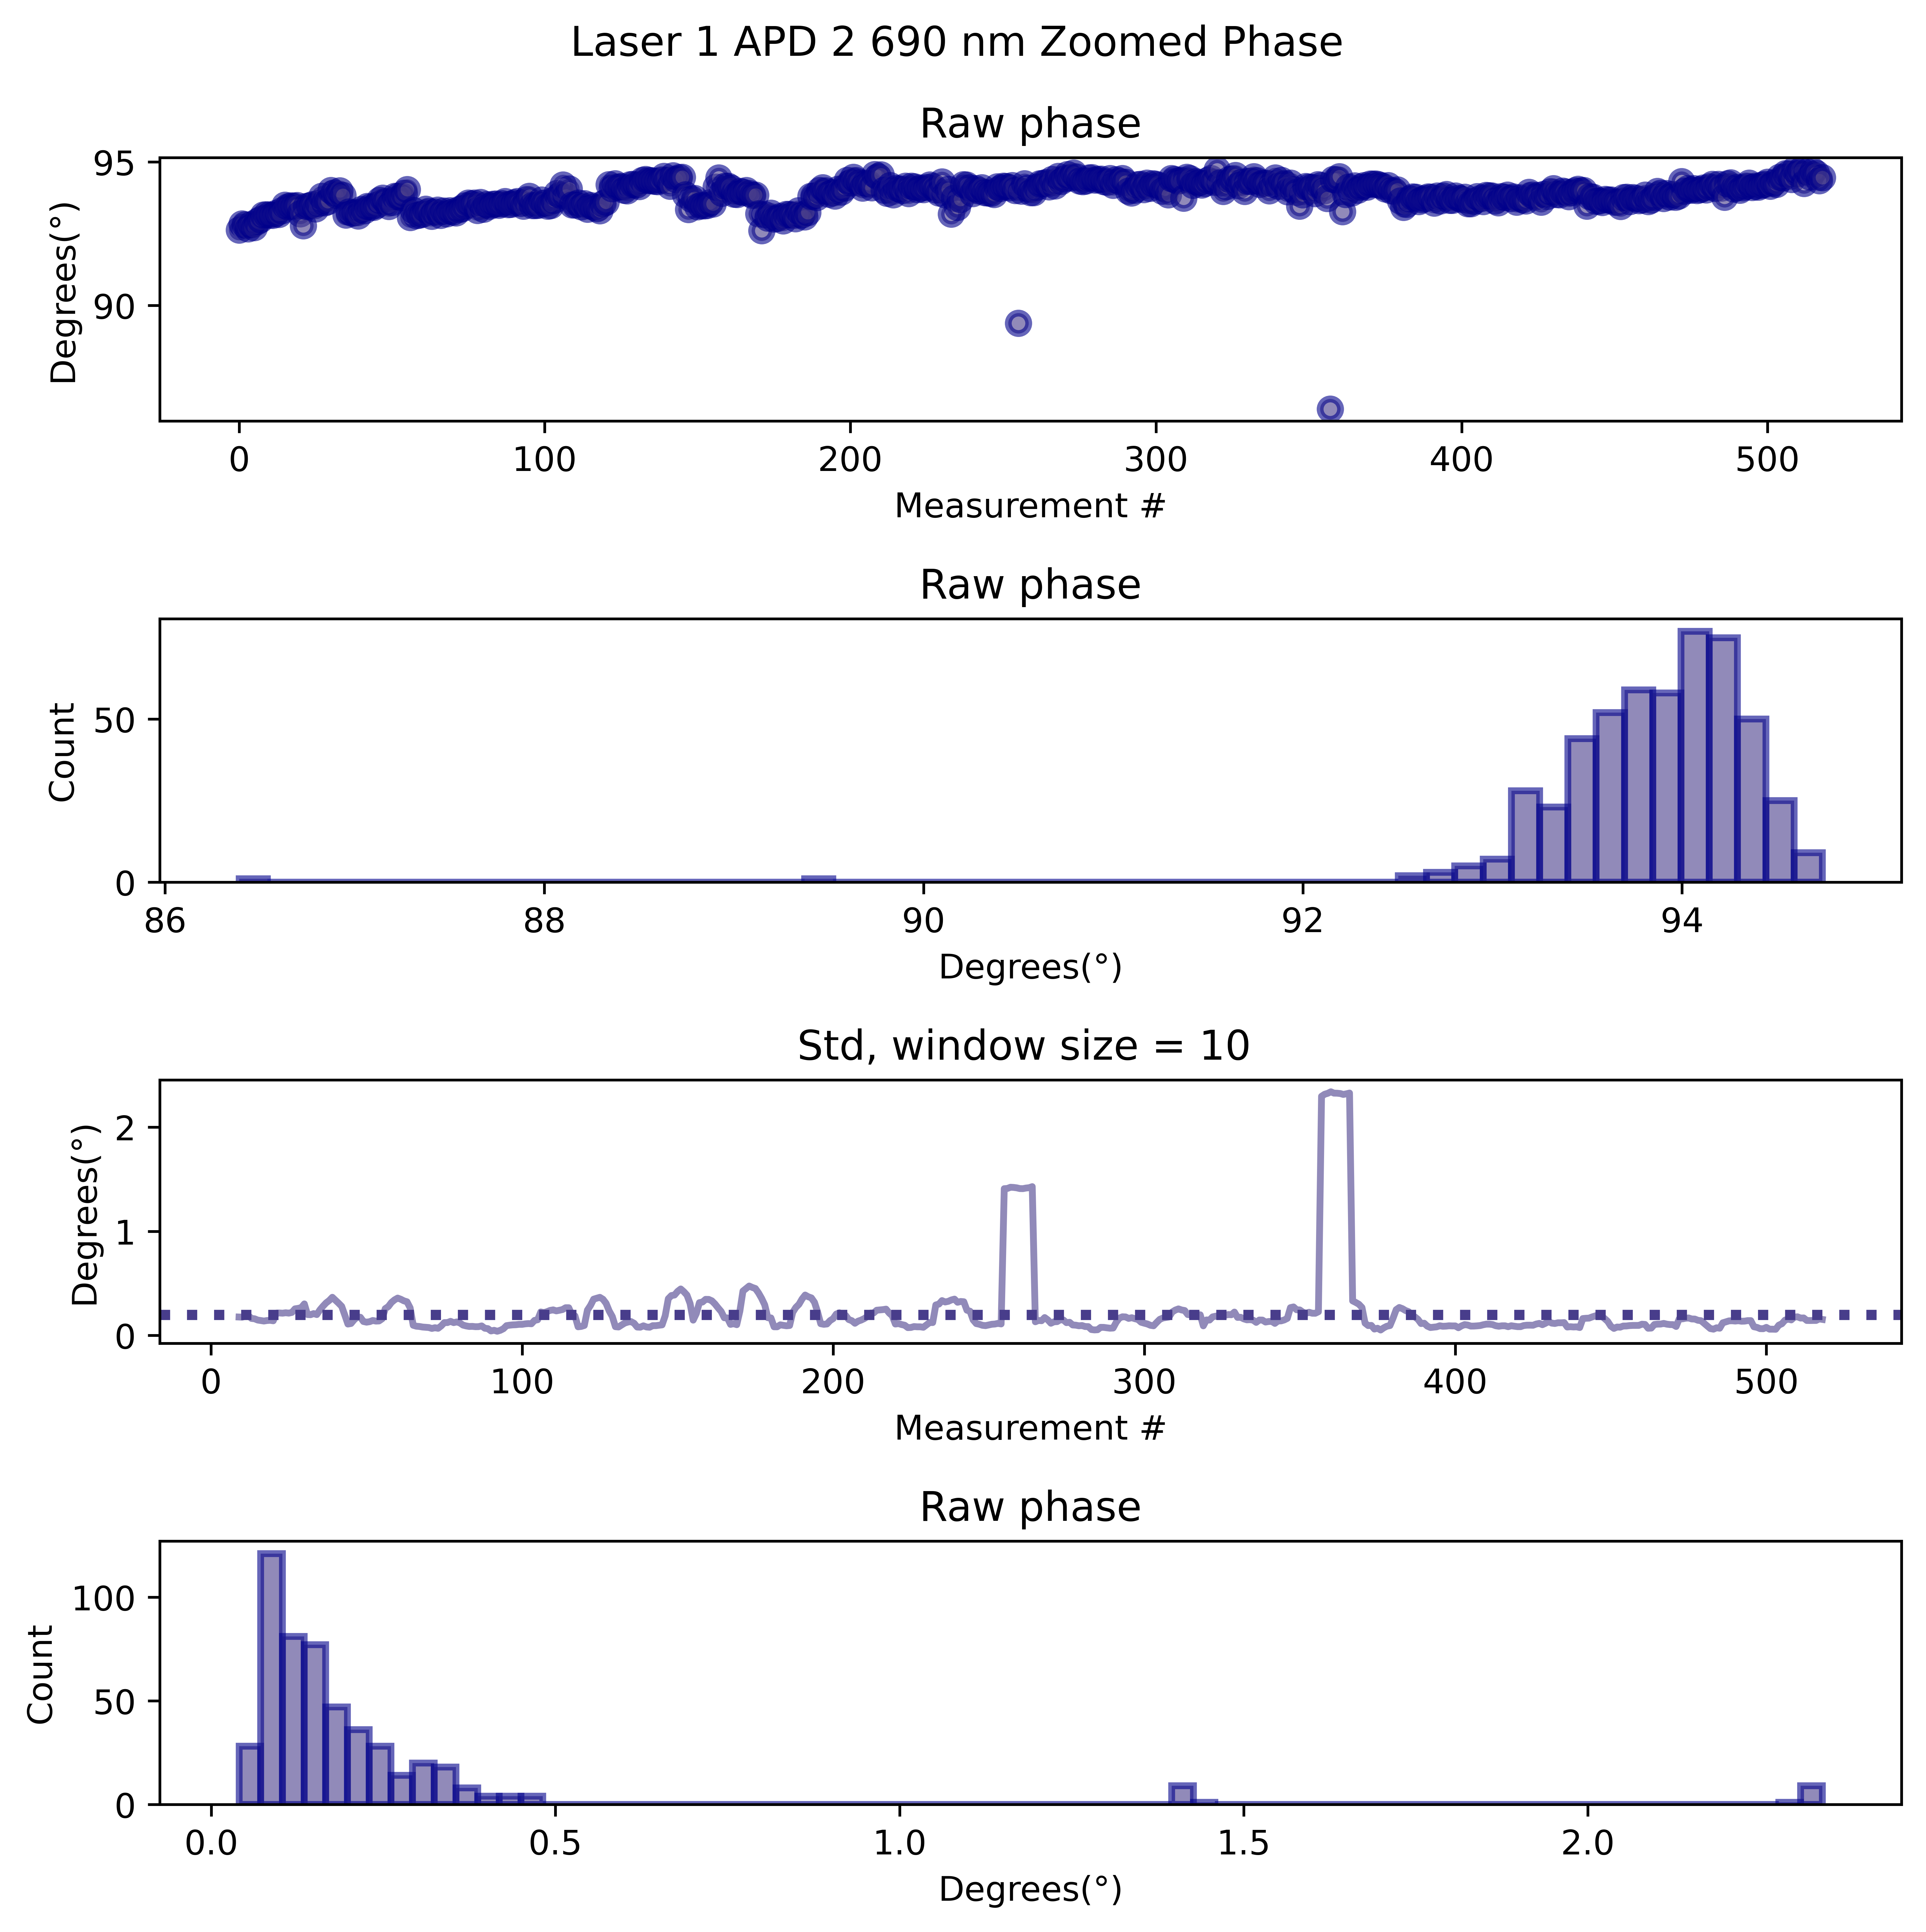 Laser 1 APD 2 690 nm Zoomed Phase
Raw phase
95
90
Degrees(°)
0 100 200 300 400 500
Measurement #
Raw phase
50
0
Count
86 88 90 92 94
Degrees(°)
Std, window size = 10
2
1
0
Degrees(°)
0 100 200 300 400 500
Measurement #
Raw phase
100
50
0
Count
0.0 0.5 1.0 1.5 2.0
Degrees(°)